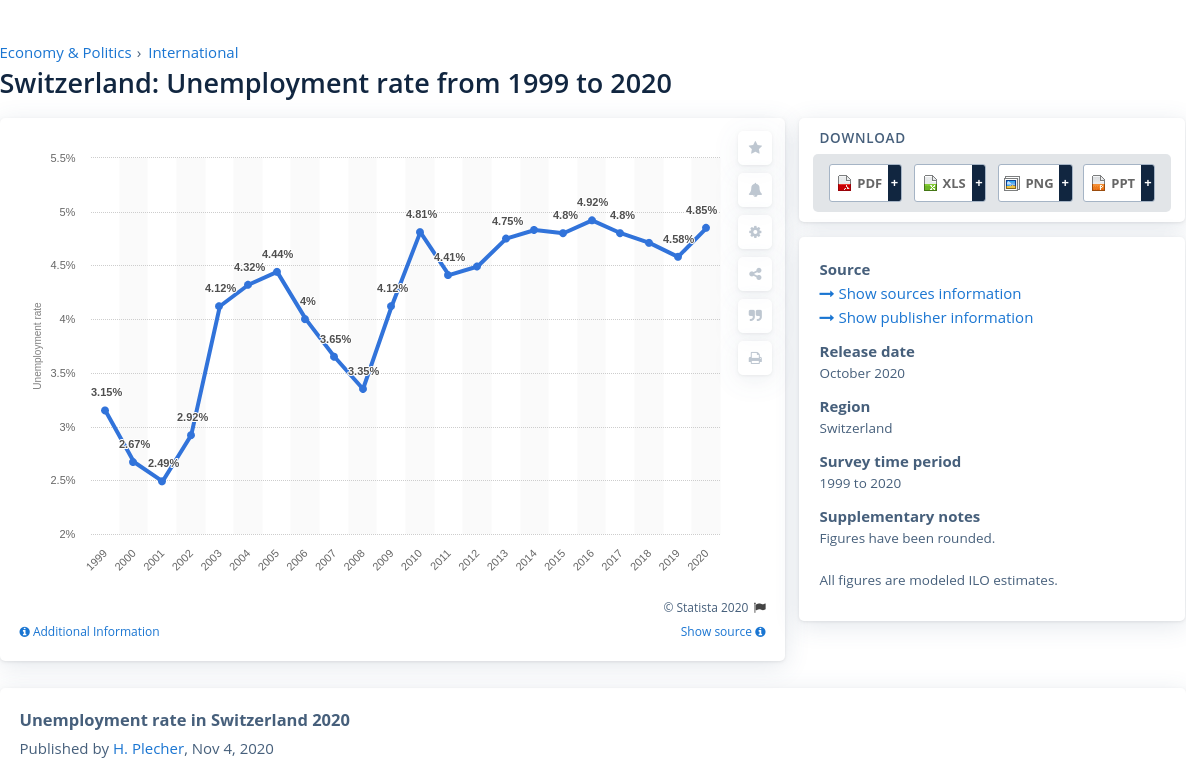 Economy & Politics › International
Switzerland: Unemployment rate from 1999 to 2020
5.5%
5%
4.5%
4%
3.5%
3%
2.5%
2%
Unemployment rate
3.15%
2.67%
2.49%
2.92%
4.12%
4.32%
4.44%
4%
3.65%
3.35%
4.12%
4.81%
4.41%
4.75%
4.8%
4.92%
4.8%
4.58%
4.85%
1999
2000
2001
2002
2003
2004
2005
2006
2007
2008
2009
2010
2011
2012
2013
2014
2015
2016
2017
2018
2019
2020
© Statista 2020
Additional Information
Show source
DOWNLOAD
PDF +
XLS +
PNG +
PPT +
Source
Show sources information
Show publisher information
Release date
October 2020
Region
Switzerland
Survey time period
1999 to 2020
Supplementary notes
Figures have been rounded.
All figures are modeled ILO estimates.
Unemployment rate in Switzerland 2020
Published by H. Plecher, Nov 4, 2020